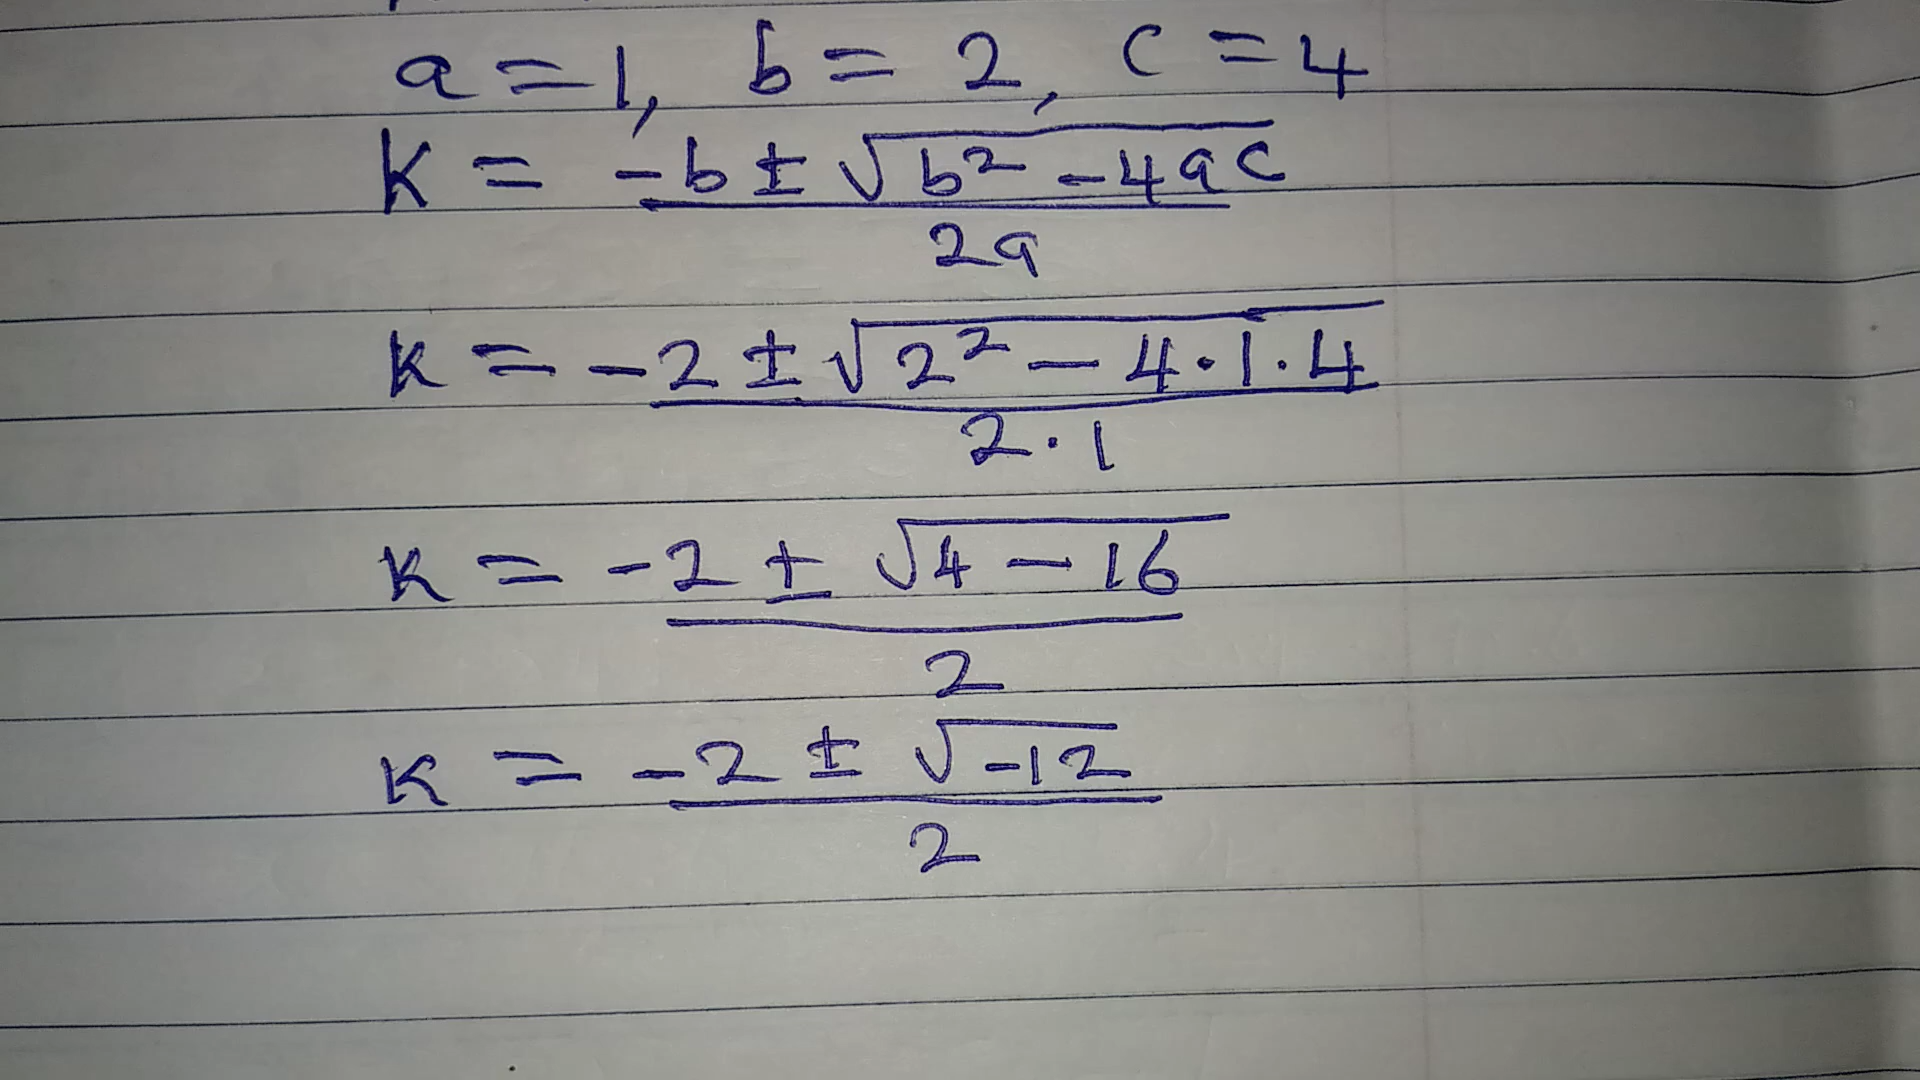 a = 1, b = 2, c = 4
K = -b ± √b² - 4ac
2a
K = -2 ± √2² - 4·1·4
2·1
K = -2 ± √4 - 16
2
K = -2 ± √-12
2